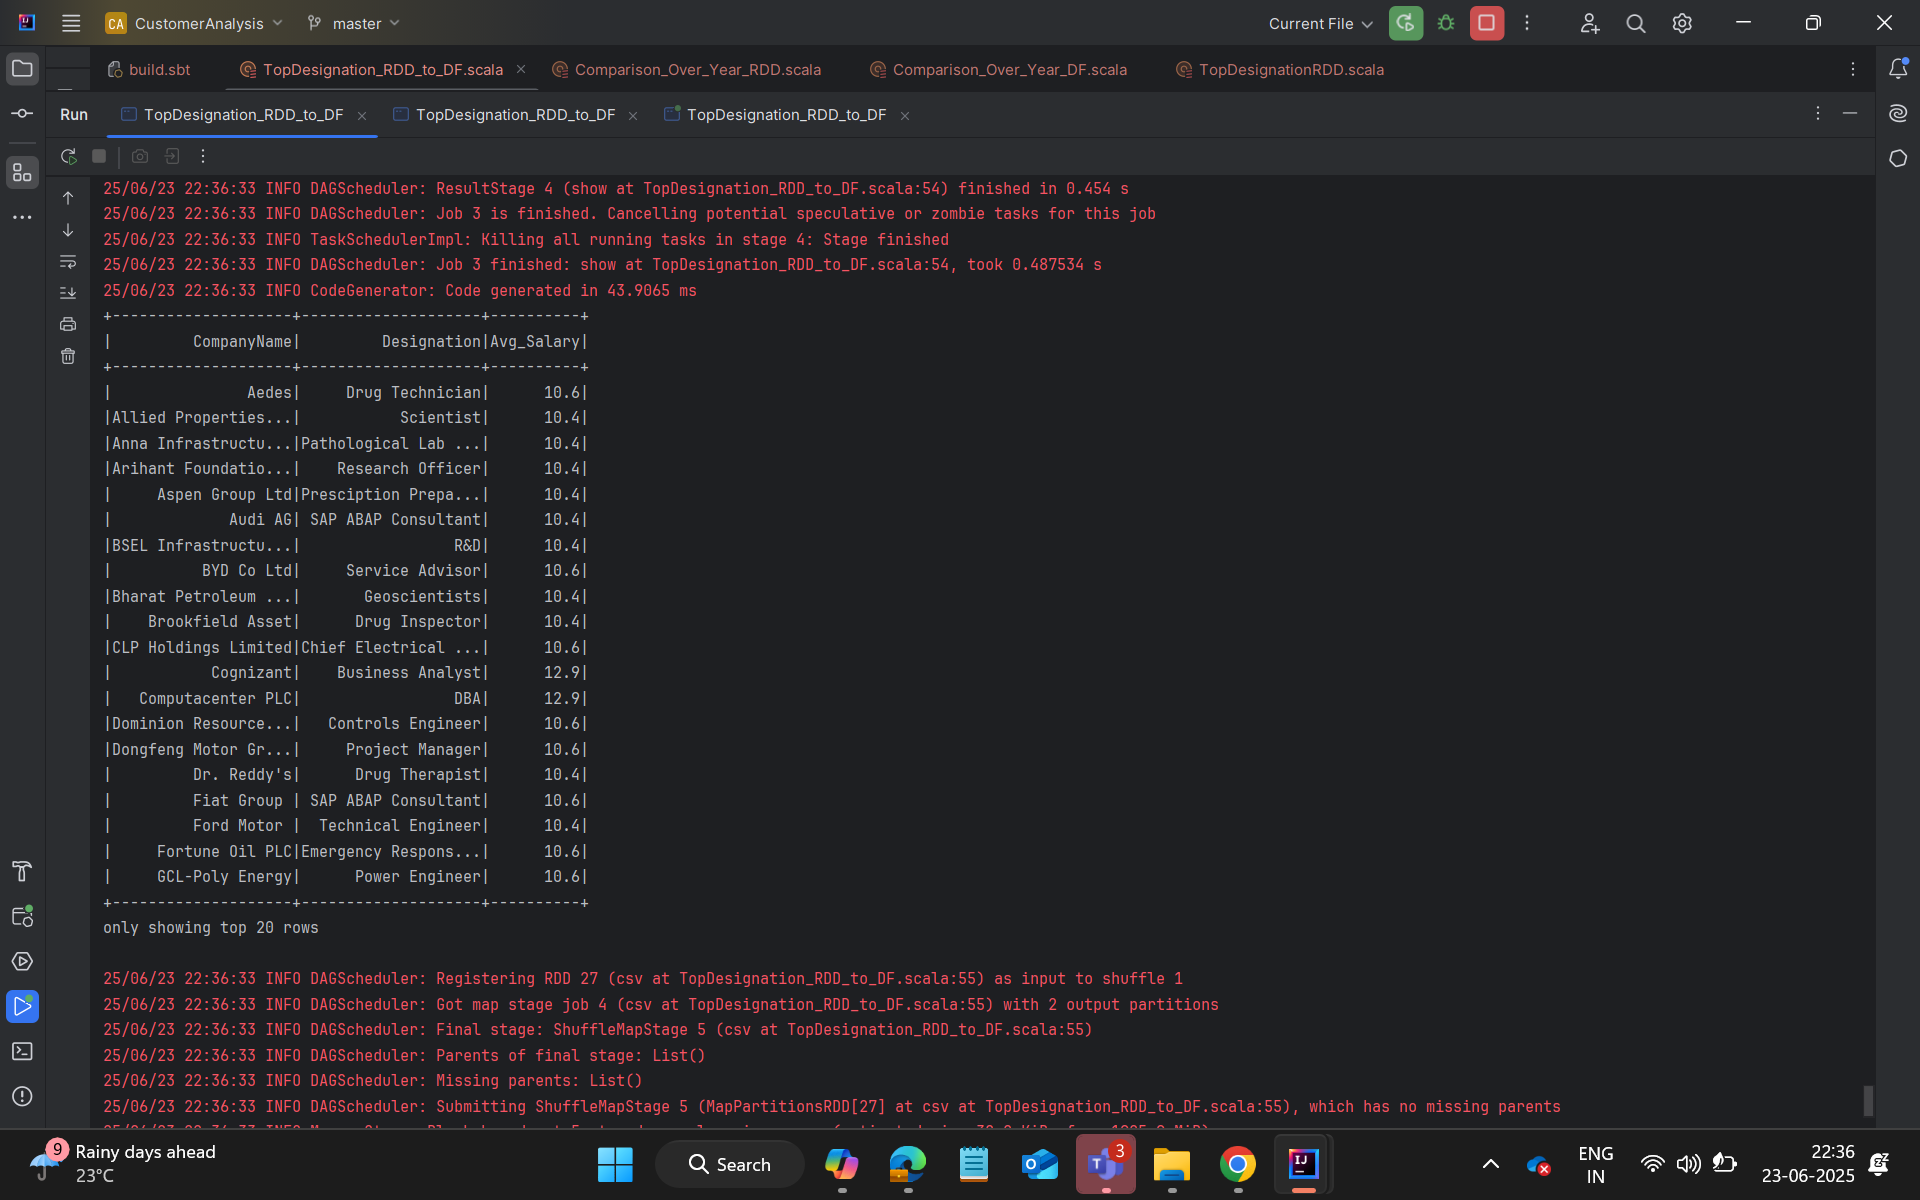 CA CustomerAnalysis master Current File
build.sbt TopDesignation_RDD_to_DF.scala Comparison_Over_Year_RDD.scala Comparison_Over_Year_DF.scala TopDesignationRDD.scala
Run TopDesignation_RDD_to_DF TopDesignation_RDD_to_DF TopDesignation_RDD_to_DF
25/06/23 22:36:33 INFO DAGScheduler: ResultStage 4 (show at TopDesignation_RDD_to_DF.scala:54) finished in 0.454 s
25/06/23 22:36:33 INFO DAGScheduler: Job 3 is finished. Cancelling potential speculative or zombie tasks for this job
25/06/23 22:36:33 INFO TaskSchedulerImpl: Killing all running tasks in stage 4: Stage finished
25/06/23 22:36:33 INFO DAGScheduler: Job 3 finished: show at TopDesignation_RDD_to_DF.scala:54, took 0.487534 s
25/06/23 22:36:33 INFO CodeGenerator: Code generated in 43.9065 ms
+--------------------+--------------------+----------+
|         CompanyName|         Designation|Avg_Salary|
+--------------------+--------------------+----------+
|               Aedes|     Drug Technician|      10.6|
|Allied Properties...|           Scientist|      10.4|
|Anna Infrastructu...|Pathological Lab ...|      10.4|
|Arihant Foundatio...|    Research Officer|      10.4|
|     Aspen Group Ltd|Presciption Prepa...|      10.4|
|             Audi AG| SAP ABAP Consultant|      10.4|
|BSEL Infrastructu...|                 R&D|      10.4|
|          BYD Co Ltd|     Service Advisor|      10.6|
|Bharat Petroleum ...|       Geoscientists|      10.4|
|    Brookfield Asset|      Drug Inspector|      10.4|
|CLP Holdings Limited|Chief Electrical ...|      10.6|
|           Cognizant|    Business Analyst|      12.9|
|   Computacenter PLC|                 DBA|      12.9|
|Dominion Resource...|   Controls Engineer|      10.6|
|Dongfeng Motor Gr...|     Project Manager|      10.6|
|         Dr. Reddy's|      Drug Therapist|      10.4|
|         Fiat Group | SAP ABAP Consultant|      10.6|
|         Ford Motor |  Technical Engineer|      10.4|
|     Fortune Oil PLC|Emergency Respons...|      10.6|
|     GCL-Poly Energy|      Power Engineer|      10.6|
+--------------------+--------------------+----------+
only showing top 20 rows
25/06/23 22:36:33 INFO DAGScheduler: Registering RDD 27 (csv at TopDesignation_RDD_to_DF.scala:55) as input to shuffle 1
25/06/23 22:36:33 INFO DAGScheduler: Got map stage job 4 (csv at TopDesignation_RDD_to_DF.scala:55) with 2 output partitions
25/06/23 22:36:33 INFO DAGScheduler: Final stage: ShuffleMapStage 5 (csv at TopDesignation_RDD_to_DF.scala:55)
25/06/23 22:36:33 INFO DAGScheduler: Parents of final stage: List()
25/06/23 22:36:33 INFO DAGScheduler: Missing parents: List()
25/06/23 22:36:33 INFO DAGScheduler: Submitting ShuffleMapStage 5 (MapPartitionsRDD[27] at csv at TopDesignation_RDD_to_DF.scala:55), which has no missing parents
9 Rainy days ahead
23°C
Search
3
ENG
IN
22:36
23-06-2025